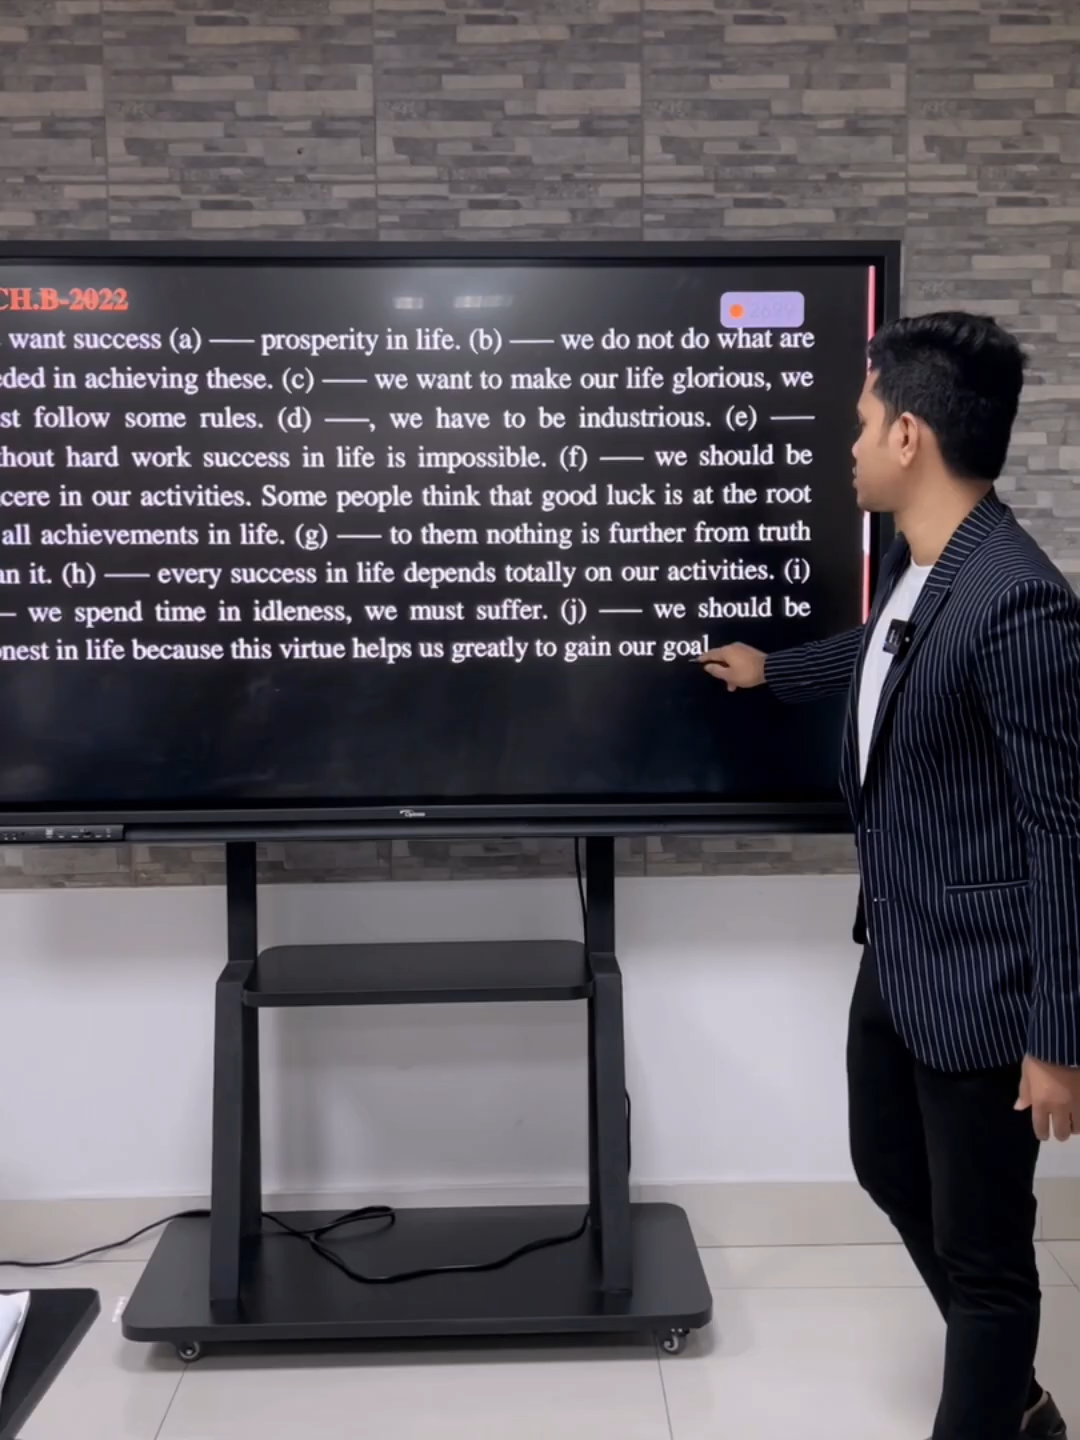 CH.B-2022
want success (a) —— prosperity in life. (b) —— we do not do what are
eded in achieving these. (c) —— we want to make our life glorious, we
st follow some rules. (d) ——, we have to be industrious. (e) ——
thout hard work success in life is impossible. (f) —— we should be
cere in our activities. Some people think that good luck is at the root
all achievements in life. (g) —— to them nothing is further from truth
an it. (h) —— every success in life depends totally on our activities. (i)
— we spend time in idleness, we must suffer. (j) —— we should be
onest in life because this virtue helps us greatly to gain our goal
Optoma